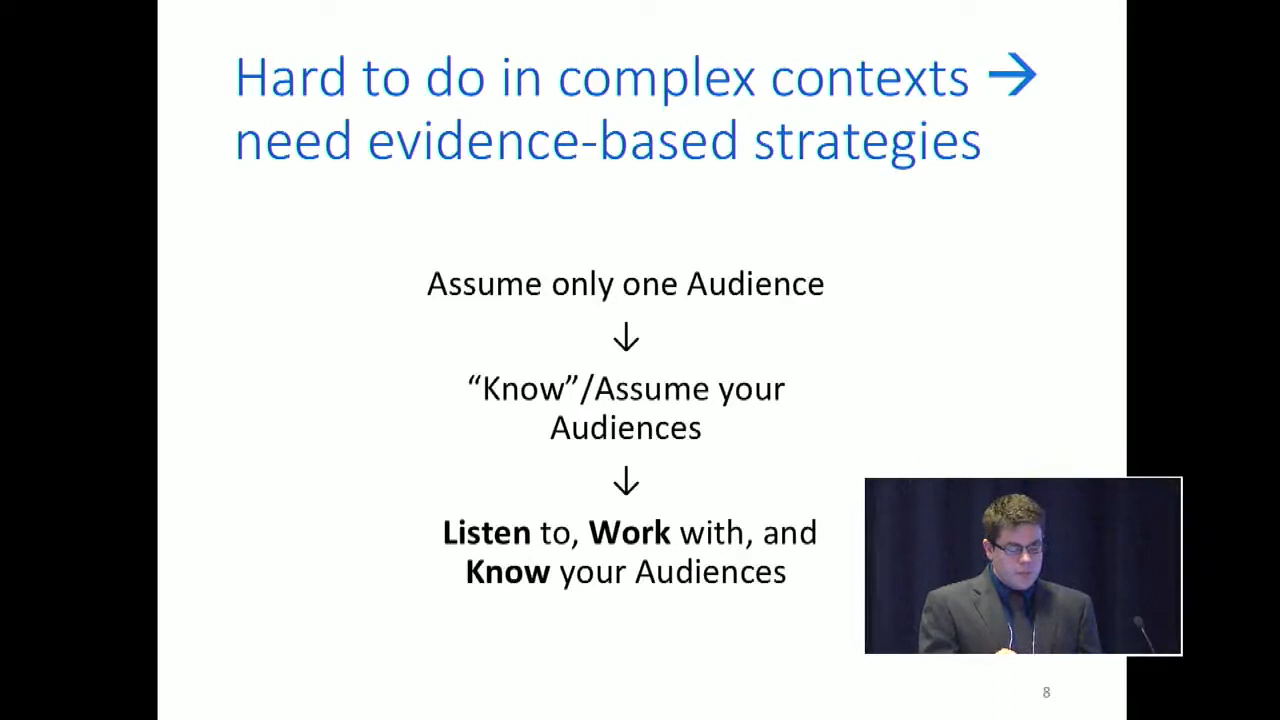 Hard to do in complex contexts →
need evidence-based strategies
Assume only one Audience
↓
“Know”/Assume your
Audiences
↓
Listen to, Work with, and
Know your Audiences
8